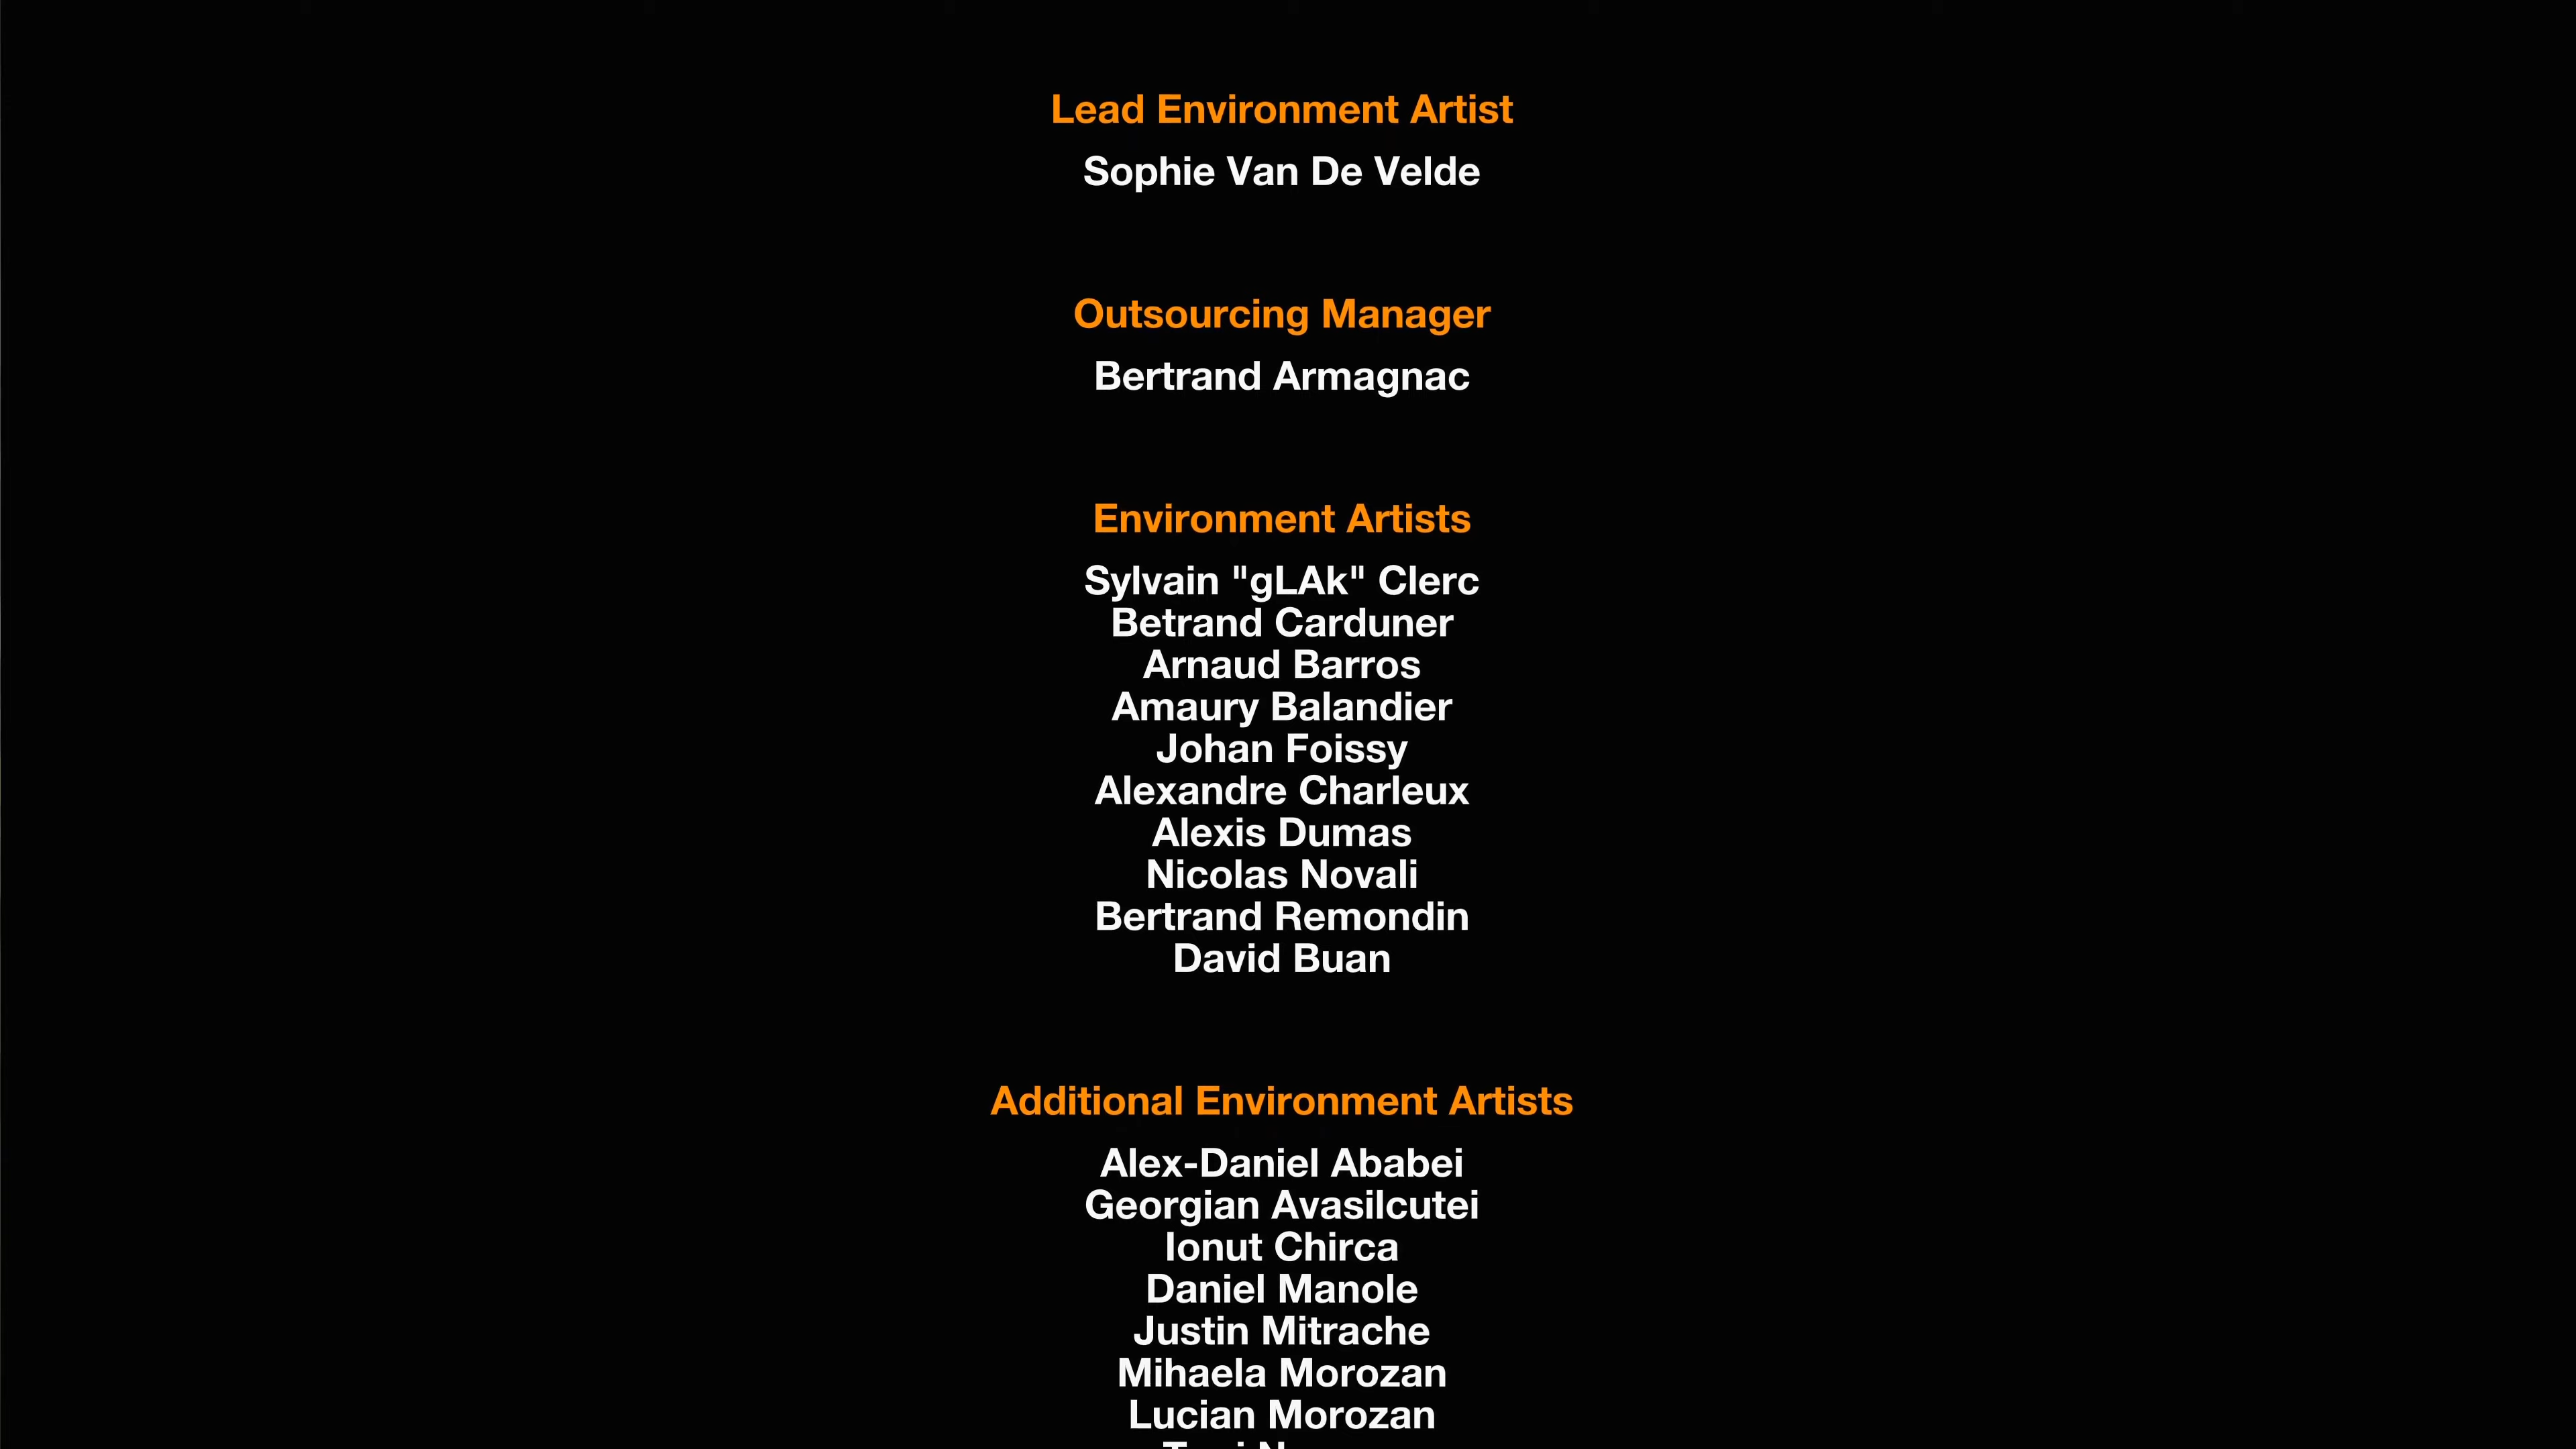 Lead Environment Artist
Sophie Van De Velde
Outsourcing Manager
Bertrand Armagnac
Environment Artists
Sylvain "gLAk" Clerc
Betrand Carduner
Arnaud Barros
Amaury Balandier
Johan Foissy
Alexandre Charleux
Alexis Dumas
Nicolas Novali
Bertrand Remondin
David Buan
Additional Environment Artists
Alex-Daniel Ababei
Georgian Avasilcutei
Ionut Chirca
Daniel Manole
Justin Mitrache
Mihaela Morozan
Lucian Morozan